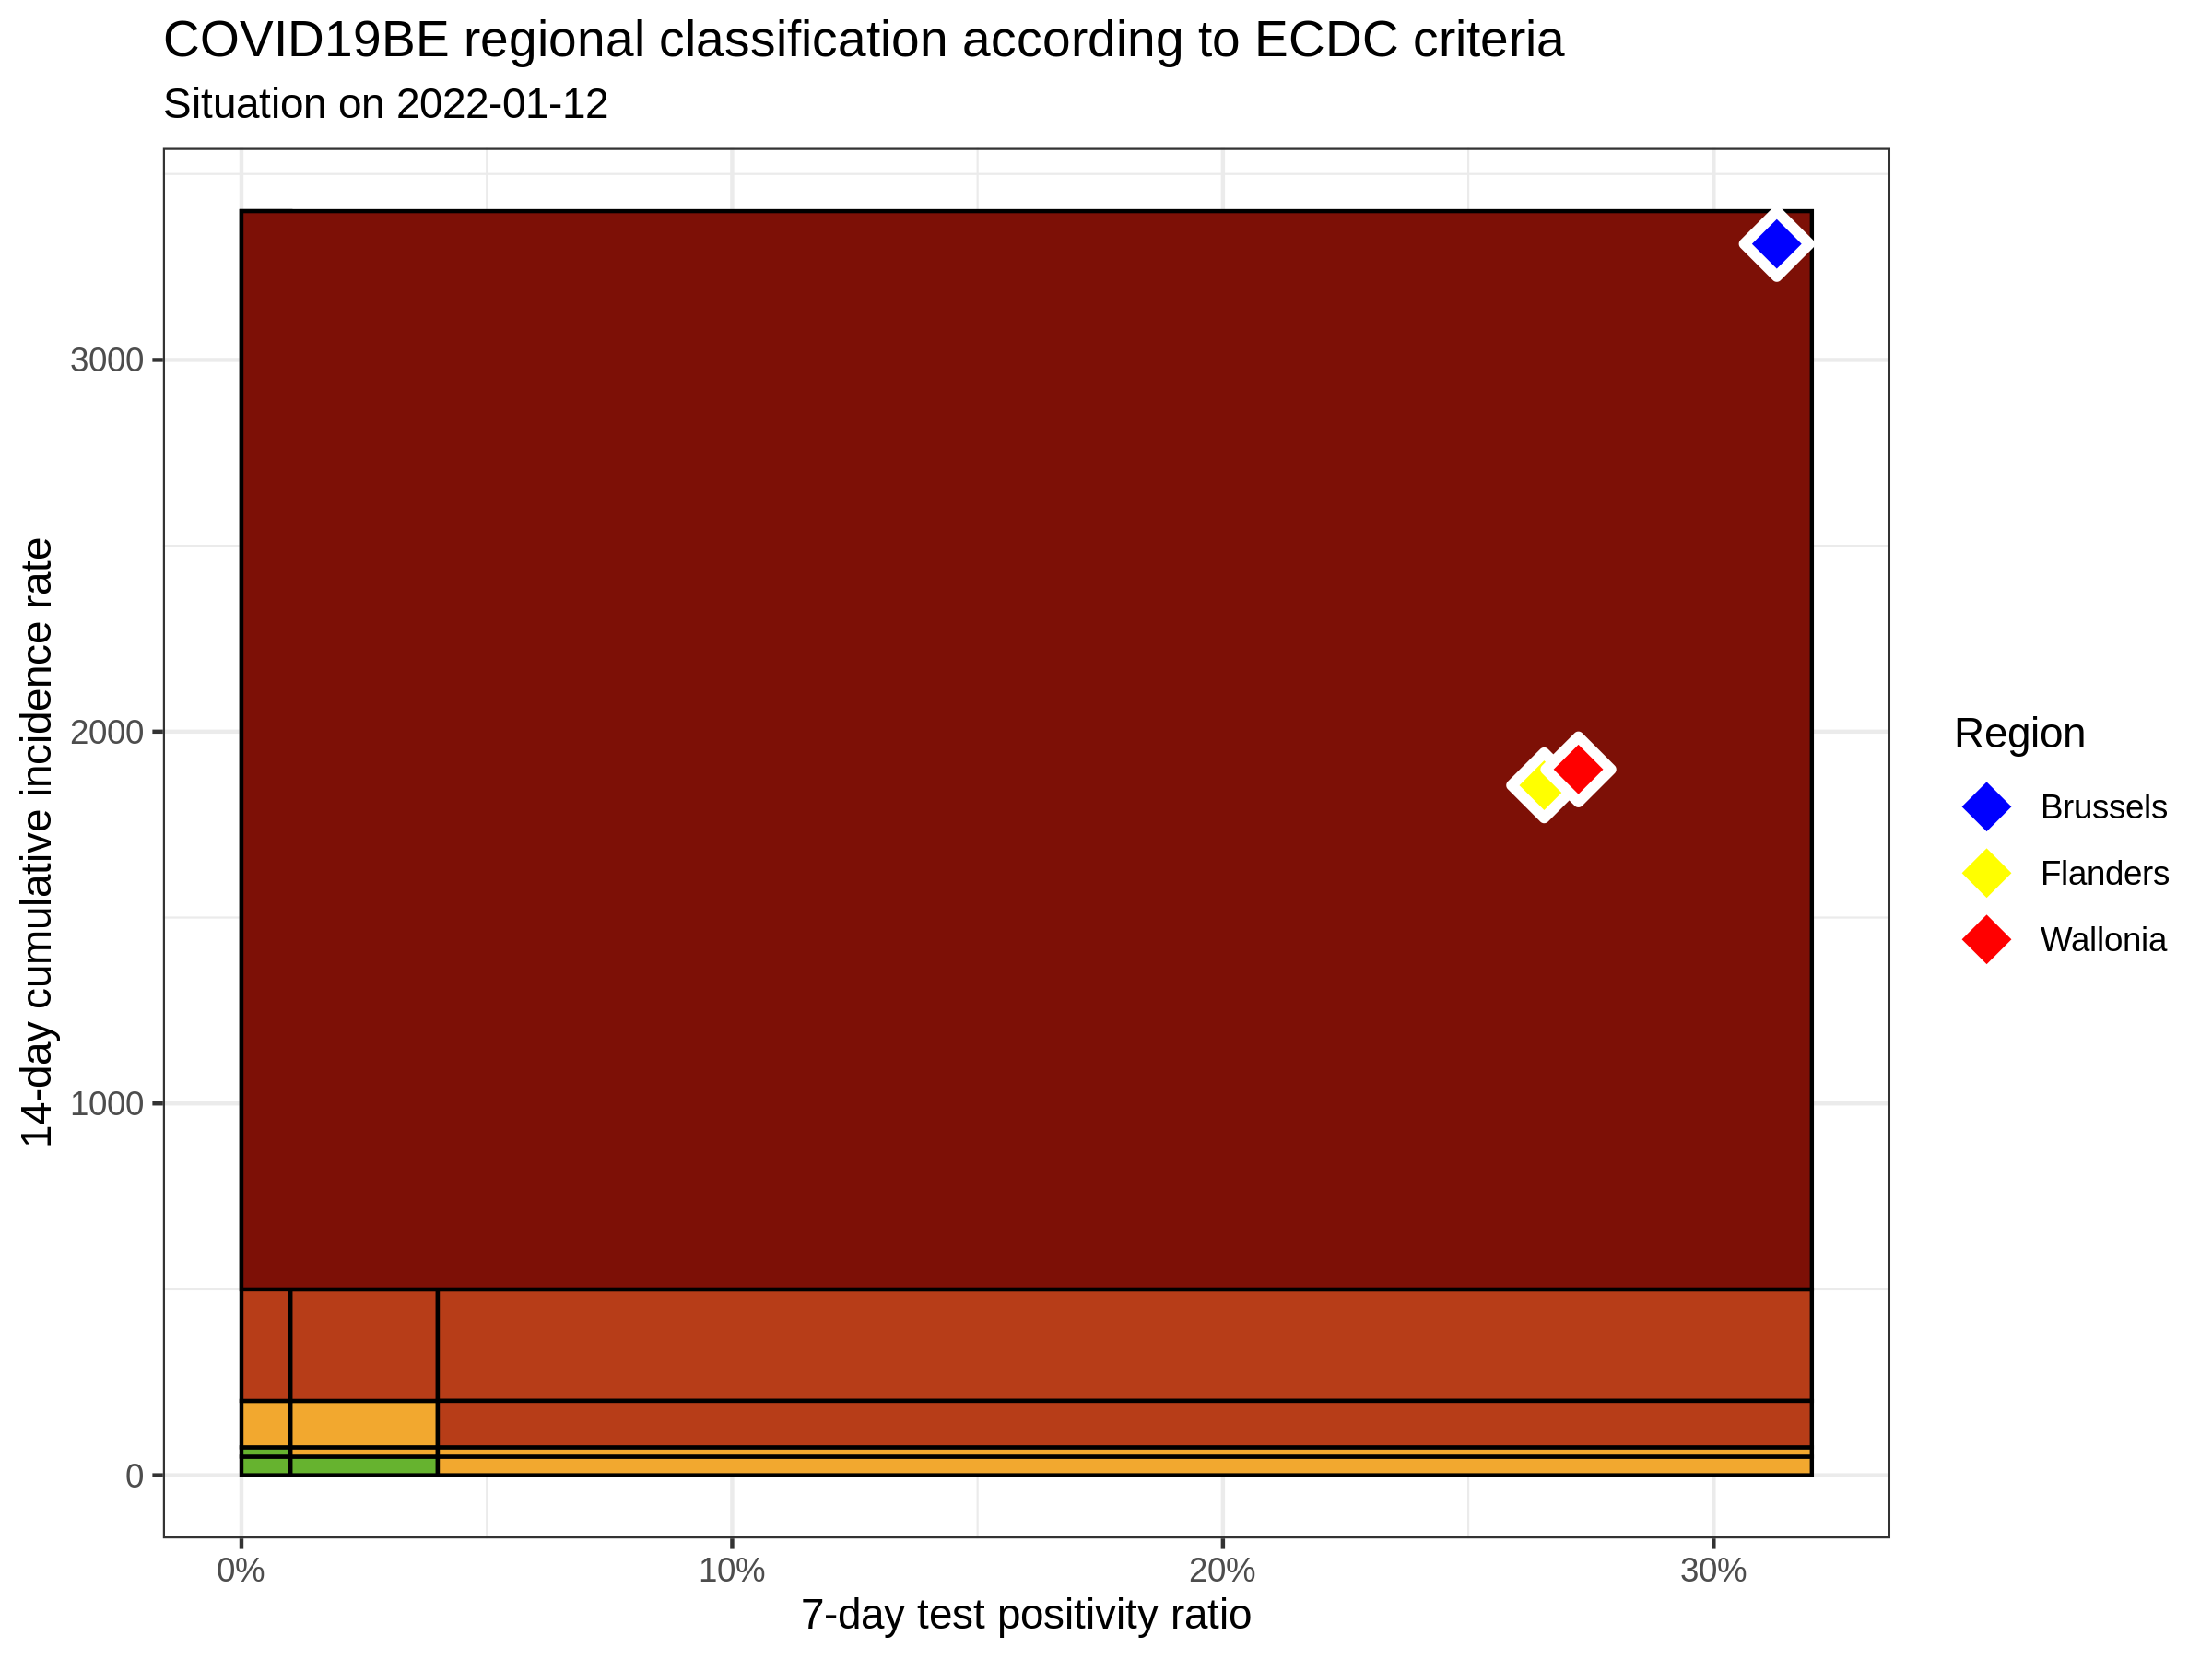 COVID19BE regional classification according to ECDC criteria
Situation on 2022-01-12
14-day cumulative incidence rate
3000
2000
1000
0
0%
10%
20%
30%
7-day test positivity ratio
Region
Brussels
Flanders
Wallonia